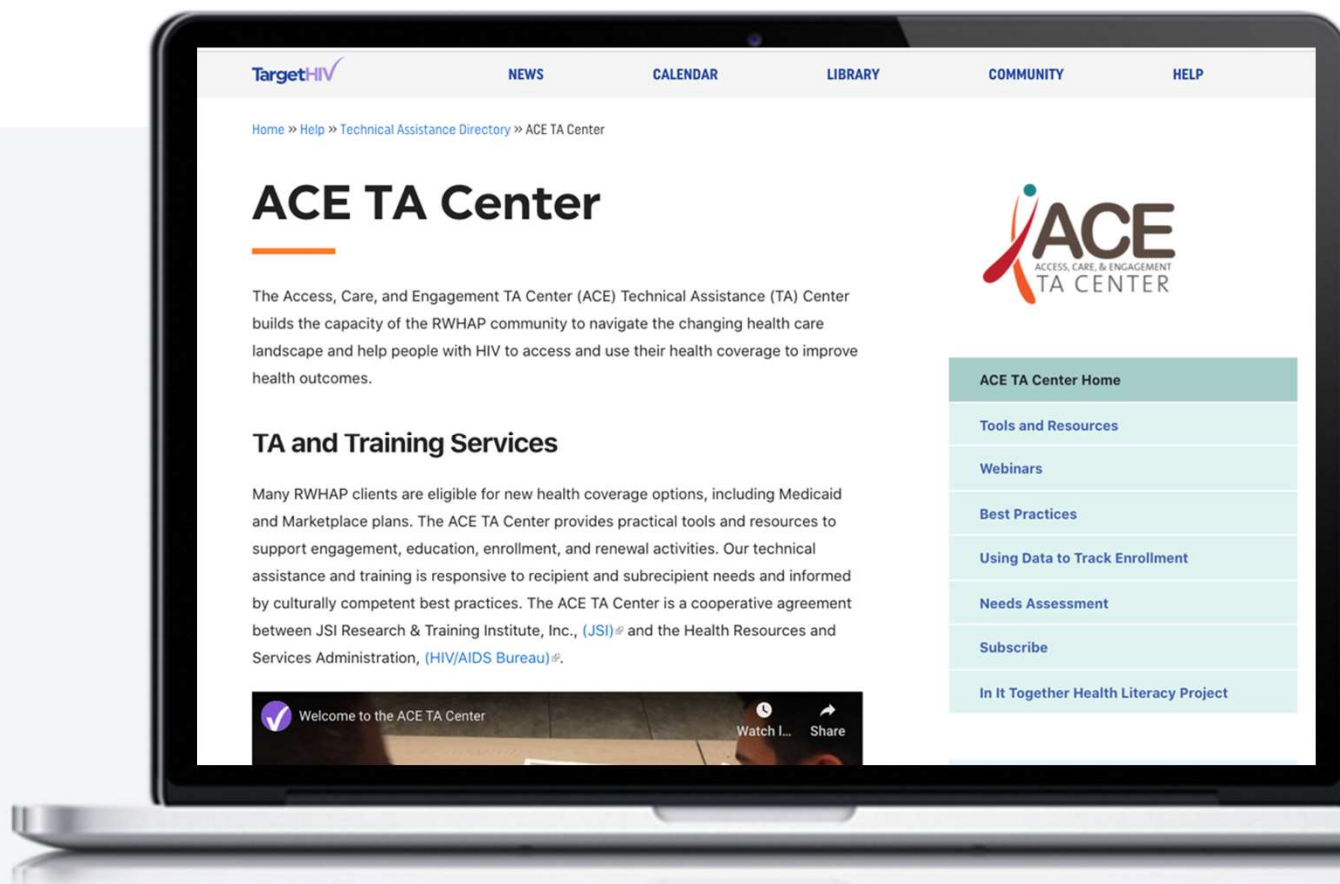 TargetHIV
NEWS
CALENDAR
LIBRARY
COMMUNITY
HELP
Home » Help » Technical Assistance Directory » ACE TA Center
ACE TA Center
The Access, Care, and Engagement TA Center (ACE) Technical Assistance (TA) Center
builds the capacity of the RWHAP community to navigate the changing health care
landscape and help people with HIV to access and use their health coverage to improve
health outcomes.
TA and Training Services
Many RWHAP clients are eligible for new health coverage options, including Medicaid
and Marketplace plans. The ACE TA Center provides practical tools and resources to
support engagement, education, enrollment, and renewal activities. Our technical
assistance and training is responsive to recipient and subrecipient needs and informed
by culturally competent best practices. The ACE TA Center is a cooperative agreement
between JSI Research & Training Institute, Inc., (JSI) and the Health Resources and
Services Administration, (HIV/AIDS Bureau).
Welcome to the ACE TA Center
Watch l...
Share
ACE
ACCESS, CARE, & ENGAGEMENT
TA CENTER
ACE TA Center Home
Tools and Resources
Webinars
Best Practices
Using Data to Track Enrollment
Needs Assessment
Subscribe
In It Together Health Literacy Project